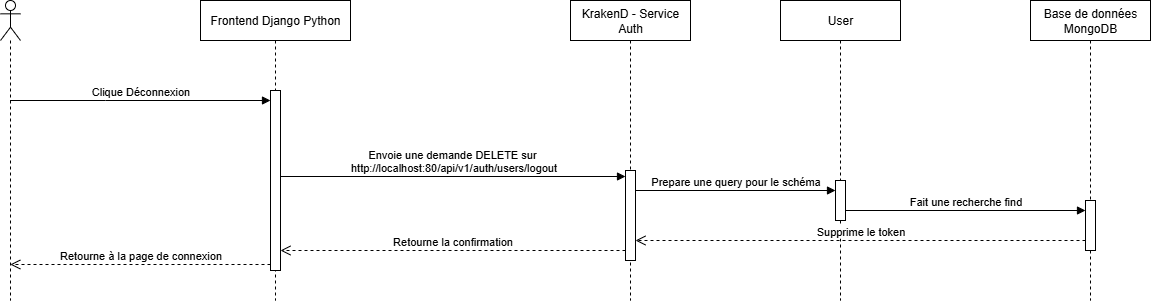 Frontend Django Python
KrakenD - Service
Auth
User
Base de données
MongoDB
Clique Déconnexion
Envoie une demande DELETE sur
http://localhost:80/api/v1/auth/users/logout
Prepare une query pour le schéma
Fait une recherche find
Supprime le token
Retourne la confirmation
Retourne à la page de connexion